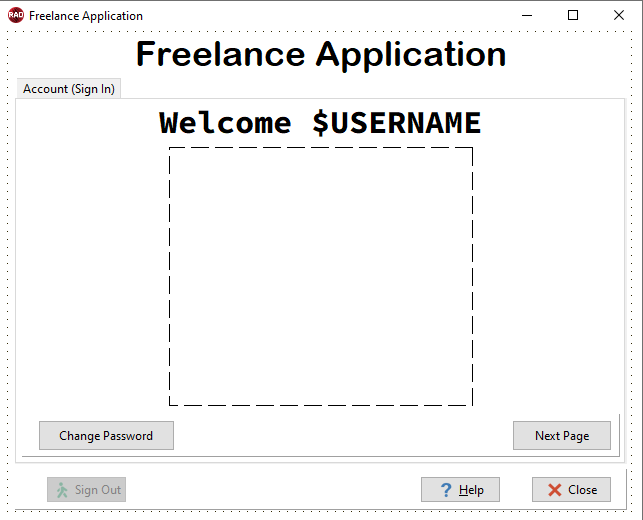 RAD Freelance Application
Freelance Application
Account (Sign In)
Welcome $USERNAME
Change Password
Next Page
Sign Out
? Help
Close